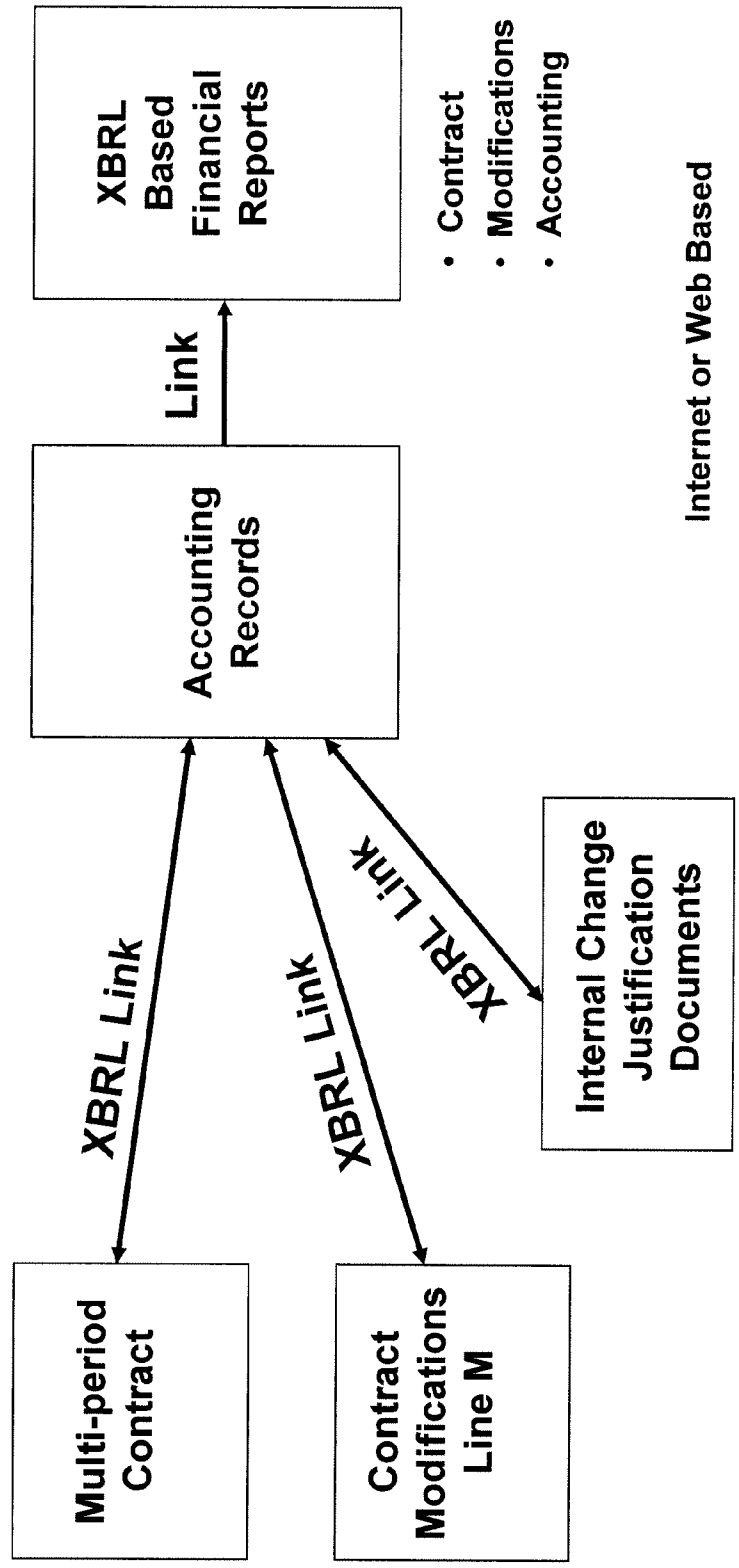 Multi-period
Contract
XBRL Link
Contract
Modifications
Line M
XBRL Link
Internal Change
Justification
Documents
XBRL Link
Accounting
Records
Link
XBRL
Based
Financial
Reports
• Contract
• Modifications
• Accounting
Internet or Web Based